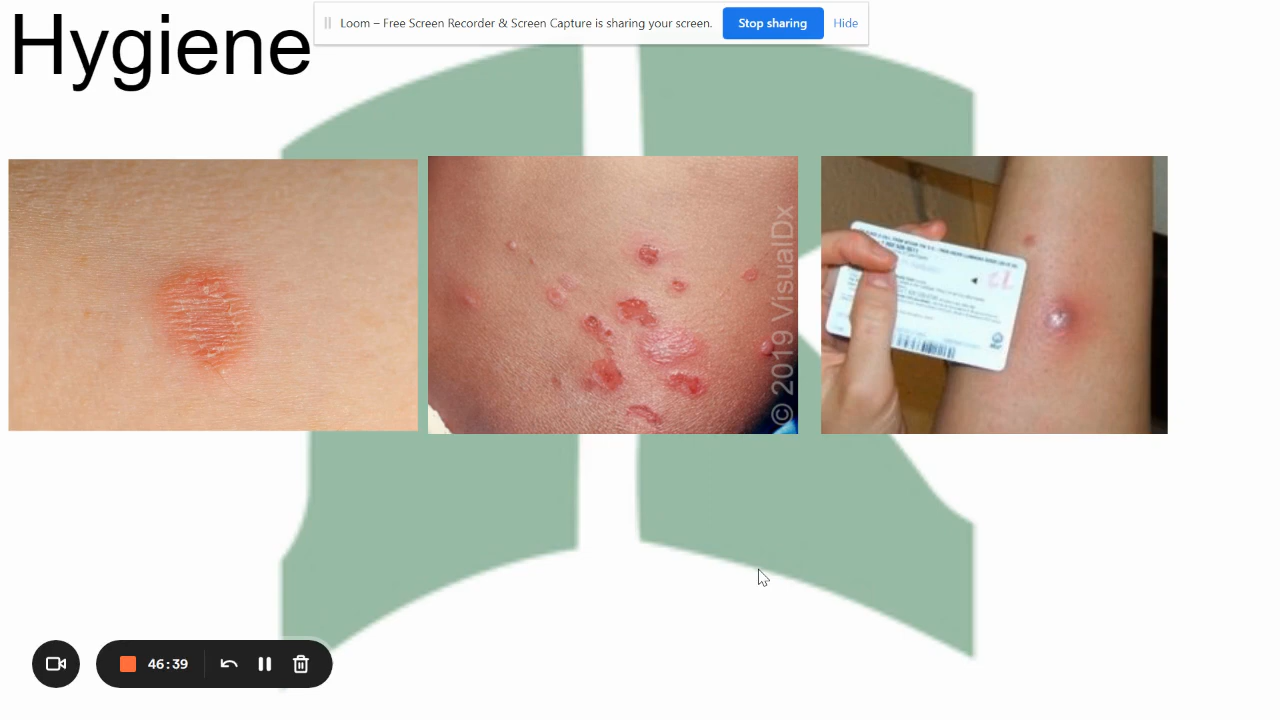 Hygiene
Loom – Free Screen Recorder & Screen Capture is sharing your screen.
Stop sharing
Hide
© 2019 VisualDx
46:39